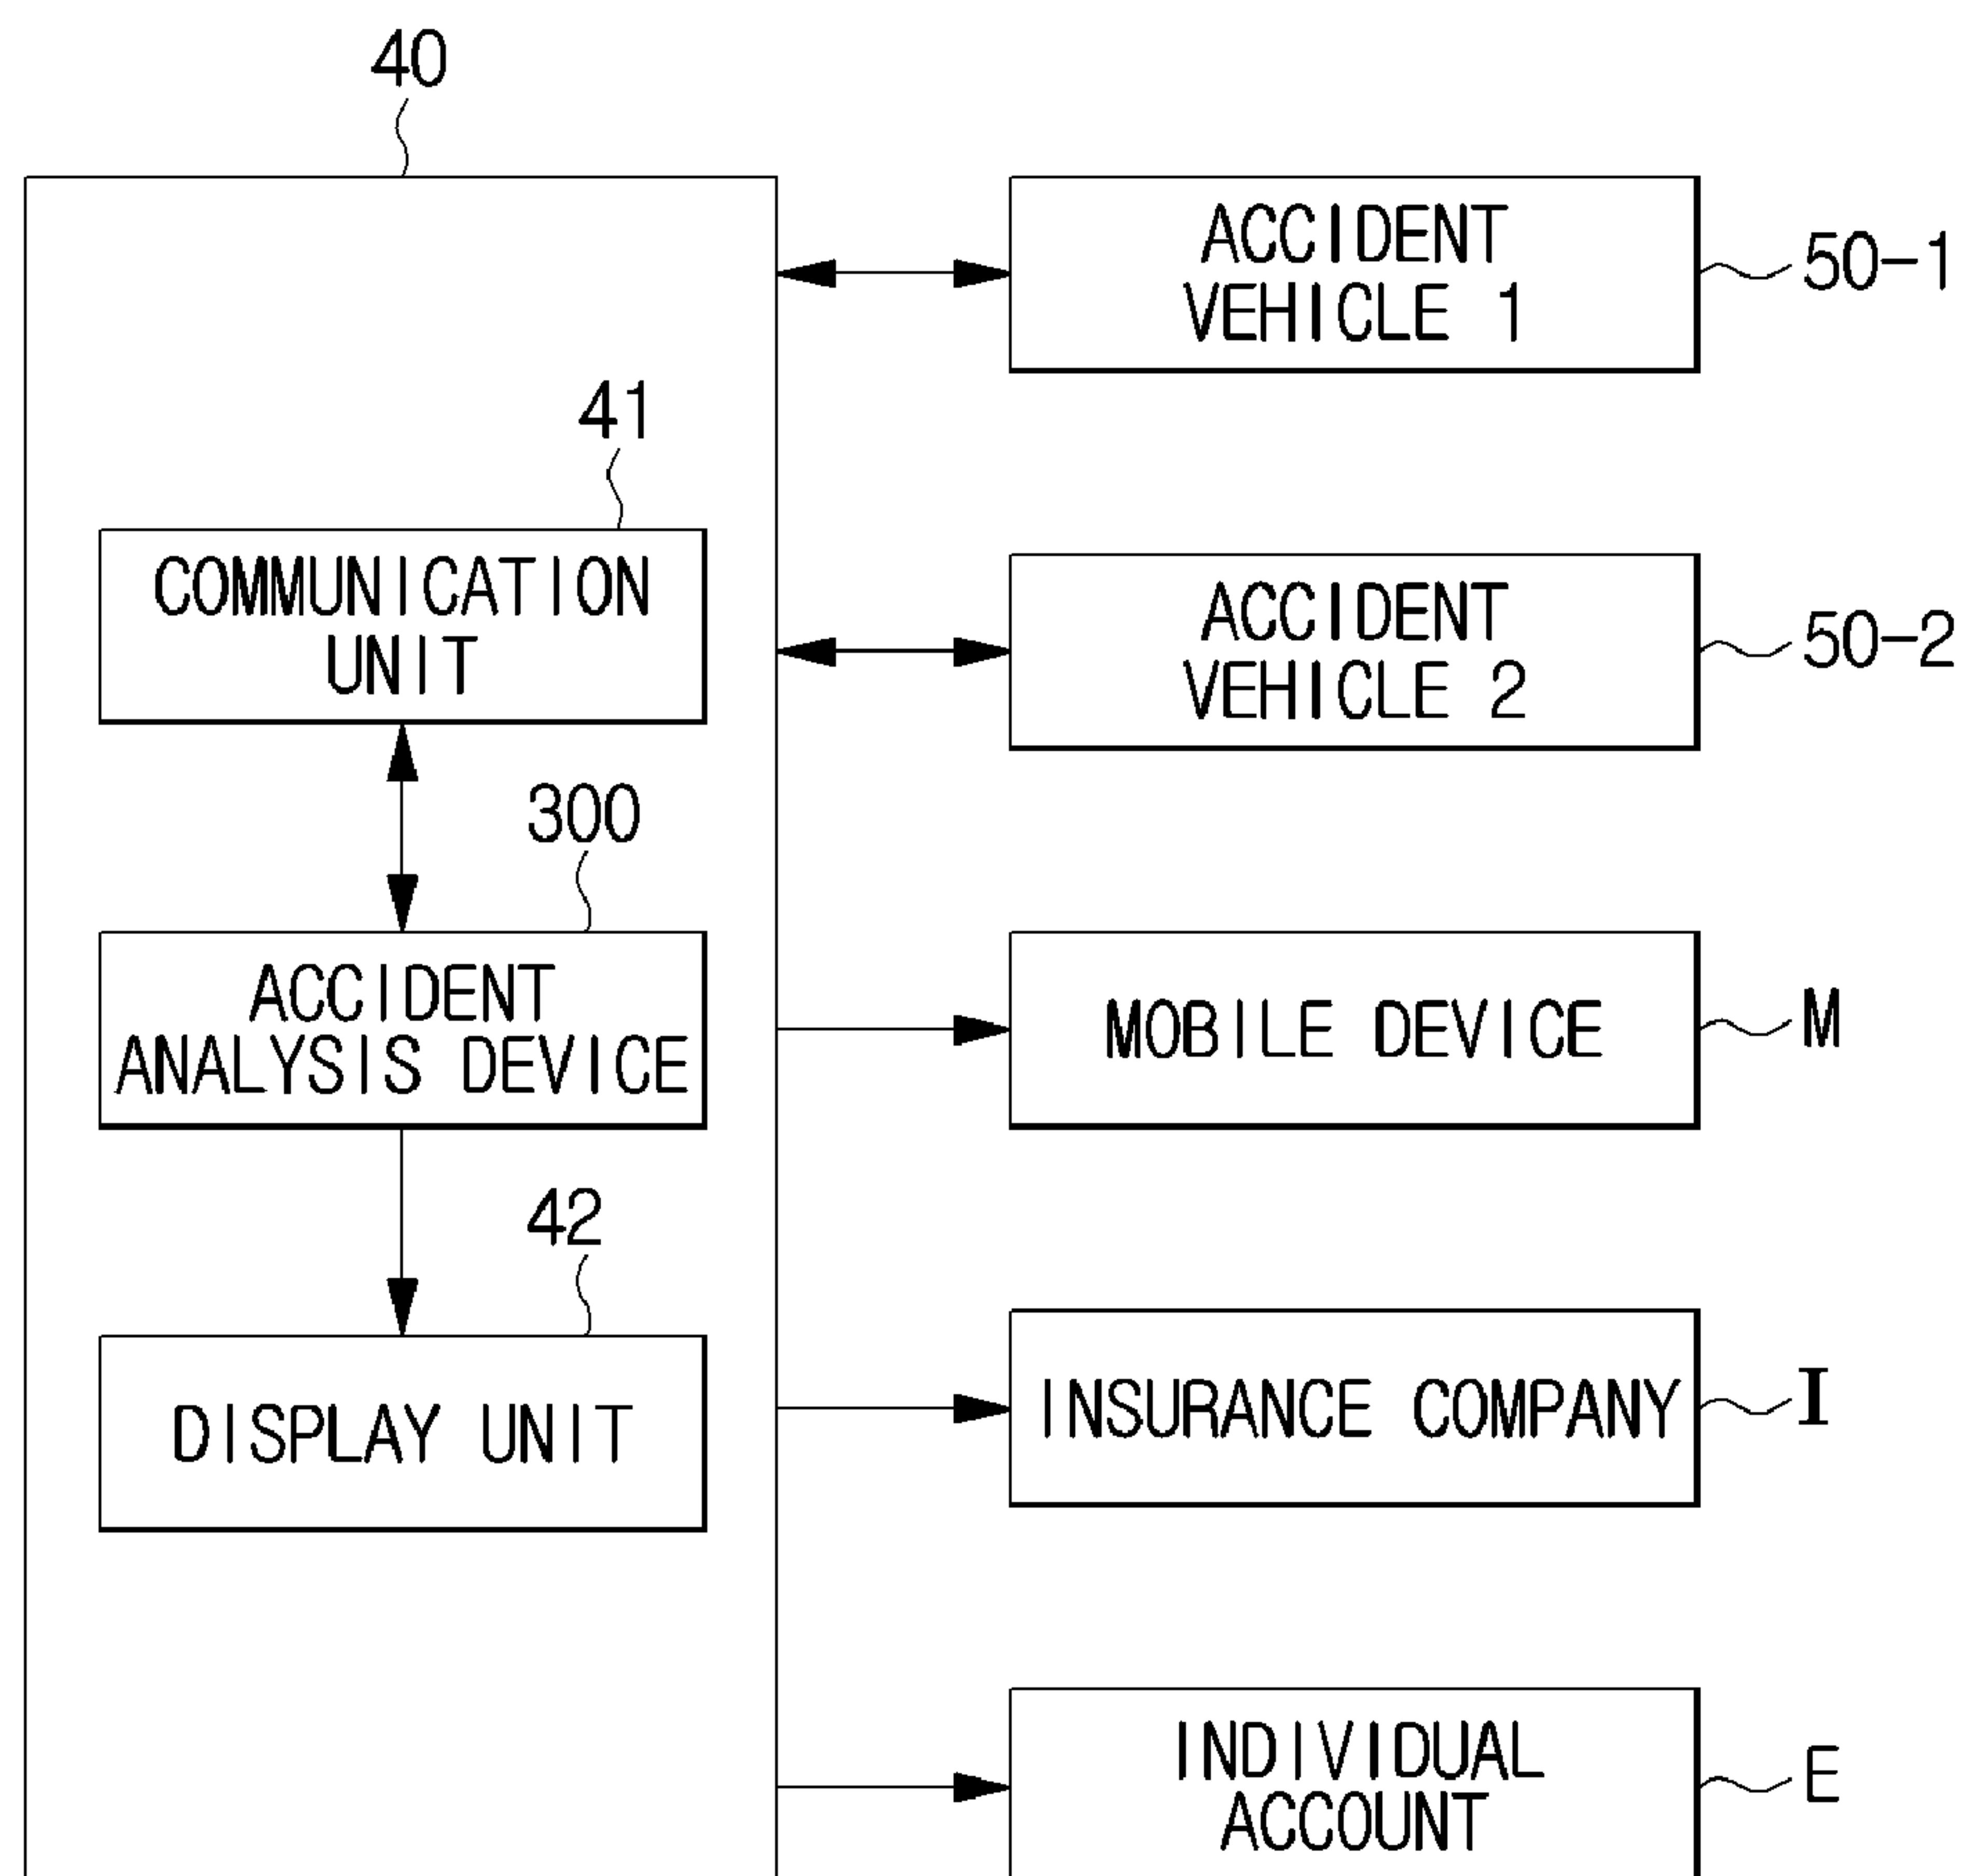 40
ACCIDENT
VEHICLE 1
50-1
41
COMMUNICATION
UNIT
ACCIDENT
VEHICLE 2
50-2
300
ACCIDENT
ANALYSIS DEVICE
MOBILE DEVICE
M
42
DISPLAY UNIT
INSURANCE COMPANY
I
INDIVIDUAL
ACCOUNT
E